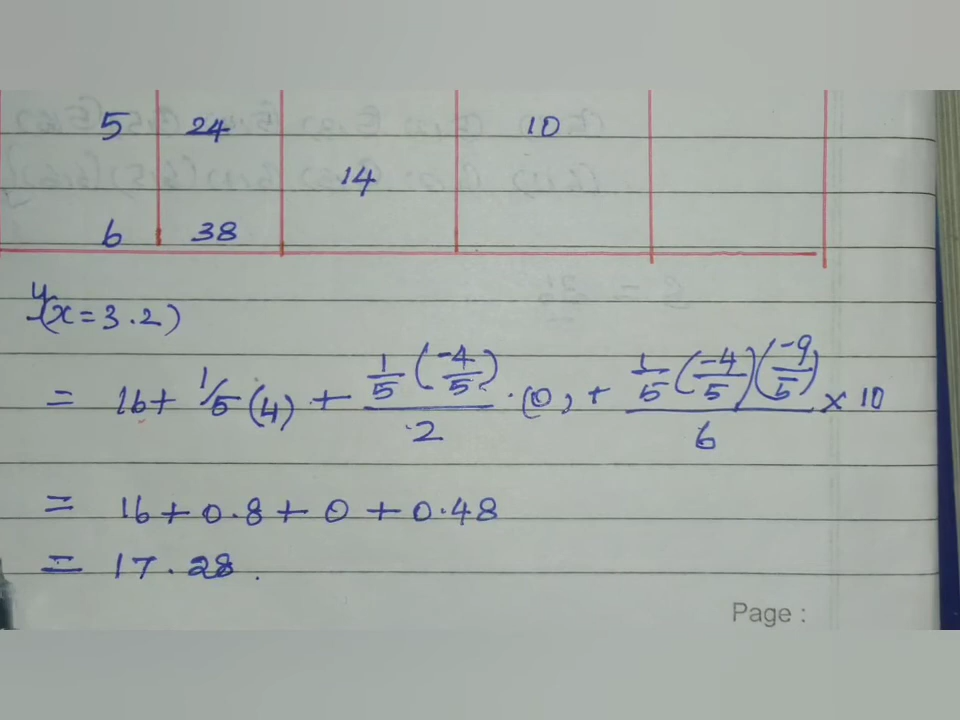 5 24 10
14
6 38
y(x = 3.2)
= 16 + 1/5 (4) + (1/5 (-4/5))/2 · (0) + (1/5 (-4/5)(-9/5))/6 × 10
= 16 + 0.8 + 0 + 0.48
= 17.28.
Page :